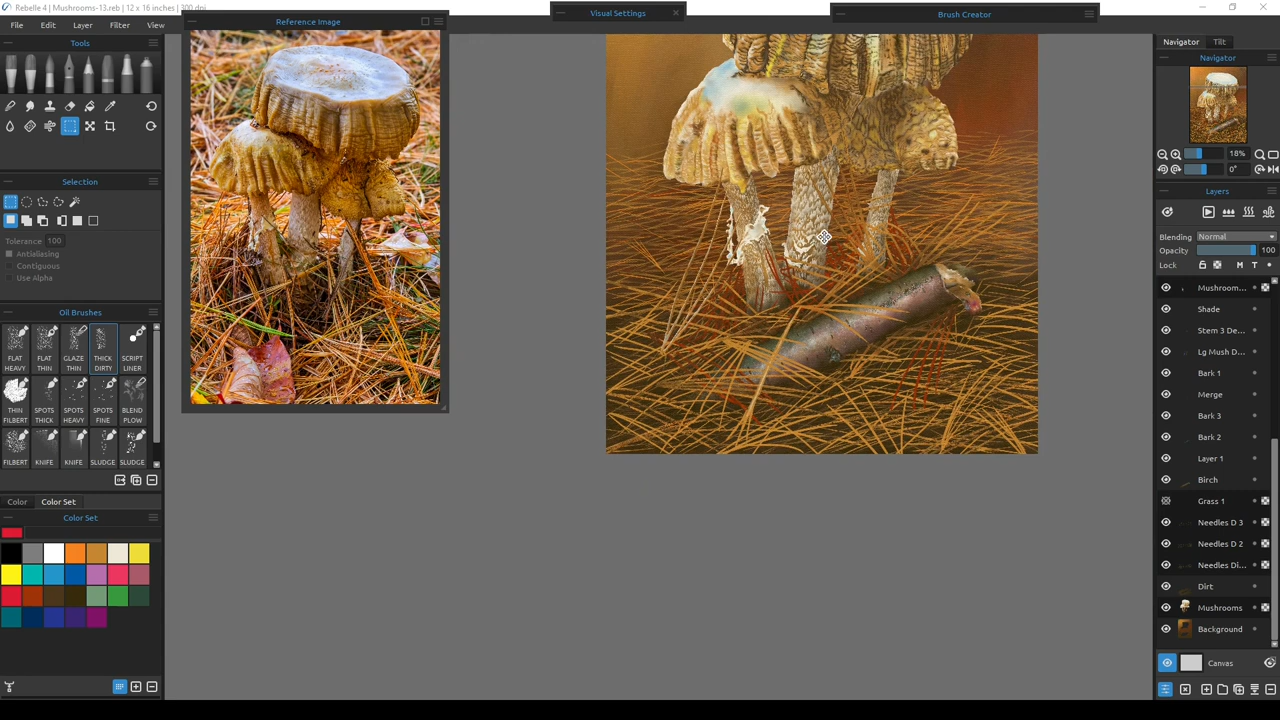 Rebelle 4 | Mushrooms-13.reb | 12 x 16 inches | 300 dpi
File Edit Layer Filter View
Reference Image
Visual Settings
Brush Creator
Tools
Navigator Tilt
Navigator
18%
0°
Selection
Tolerance 100
Antialiasing
Contiguous
Use Alpha
Layers
Blending Normal
Opacity 100
Lock M T
Mushroom...
Shade
Stem 3 De...
Lg Mush D...
Bark 1
Merge
Bark 3
Bark 2
Layer 1
Birch
Grass 1
Needles D 3
Needles D 2
Needles Di...
Dirt
Mushrooms
Background
Canvas
Oil Brushes
FLAT HEAVY
FLAT THIN
GLAZE THIN
THICK DIRTY
SCRIPT LINER
THIN FILBERT
SPOTS THICK
SPOTS HEAVY
SPOTS FINE
BLEND PLOW
FILBERT KNIFE KNIFE SLUDGE SLUDGE
Color Color Set
Color Set